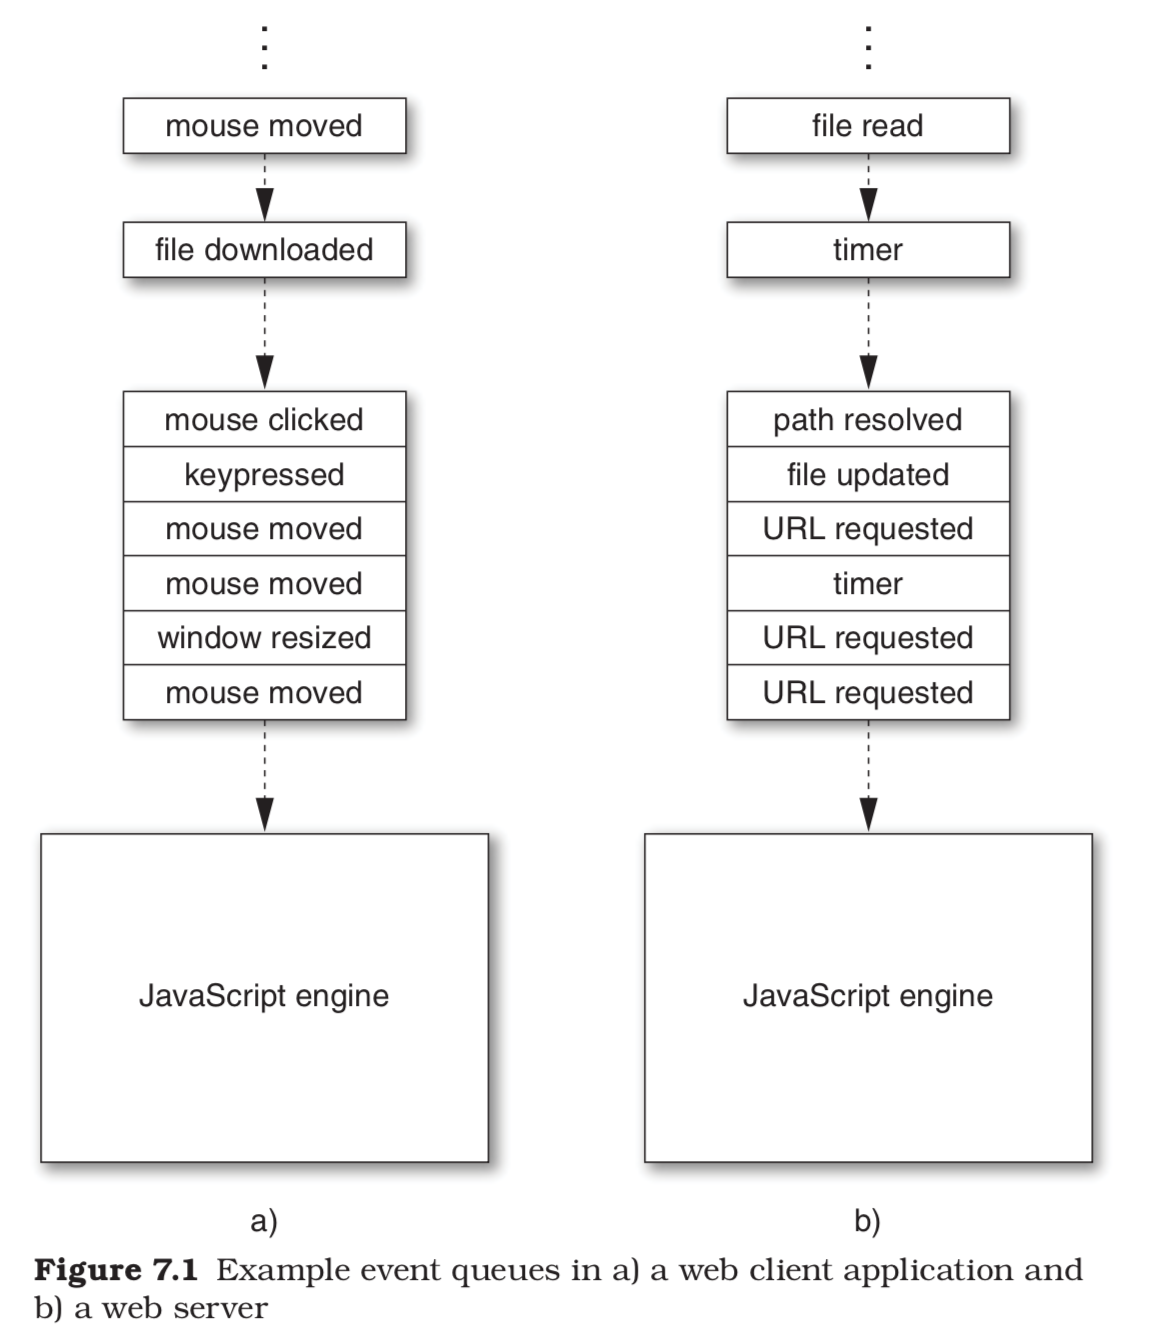 mouse moved
file downloaded
mouse clicked
keypressed
mouse moved
mouse moved
window resized
mouse moved
JavaScript engine
a)
file read
timer
path resolved
file updated
URL requested
timer
URL requested
URL requested
JavaScript engine
b)
Figure 7.1 Example event queues in a) a web client application and
b) a web server